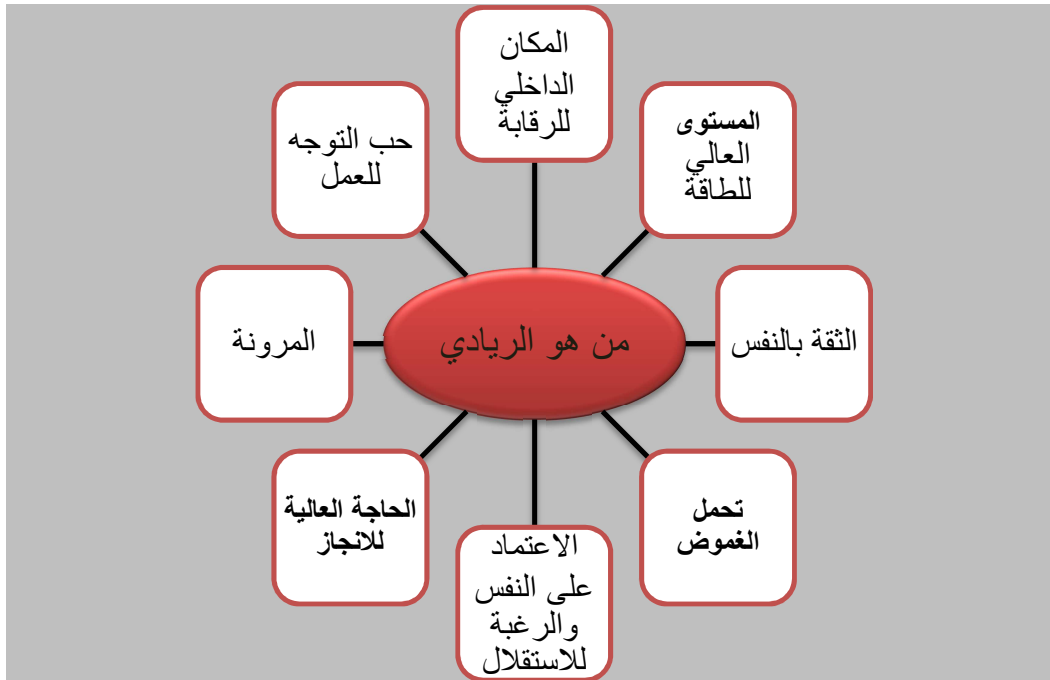 من هو الريادي
المكان
الداخلي
للرقابة
المستوى
العالي
للطاقة
الثقة بالنفس
تحمل
الغموض
الاعتماد
على النفس
والرغبة
للاستقلال
الحاجة العالية
للانجاز
المرونة
حب التوجه
للعمل